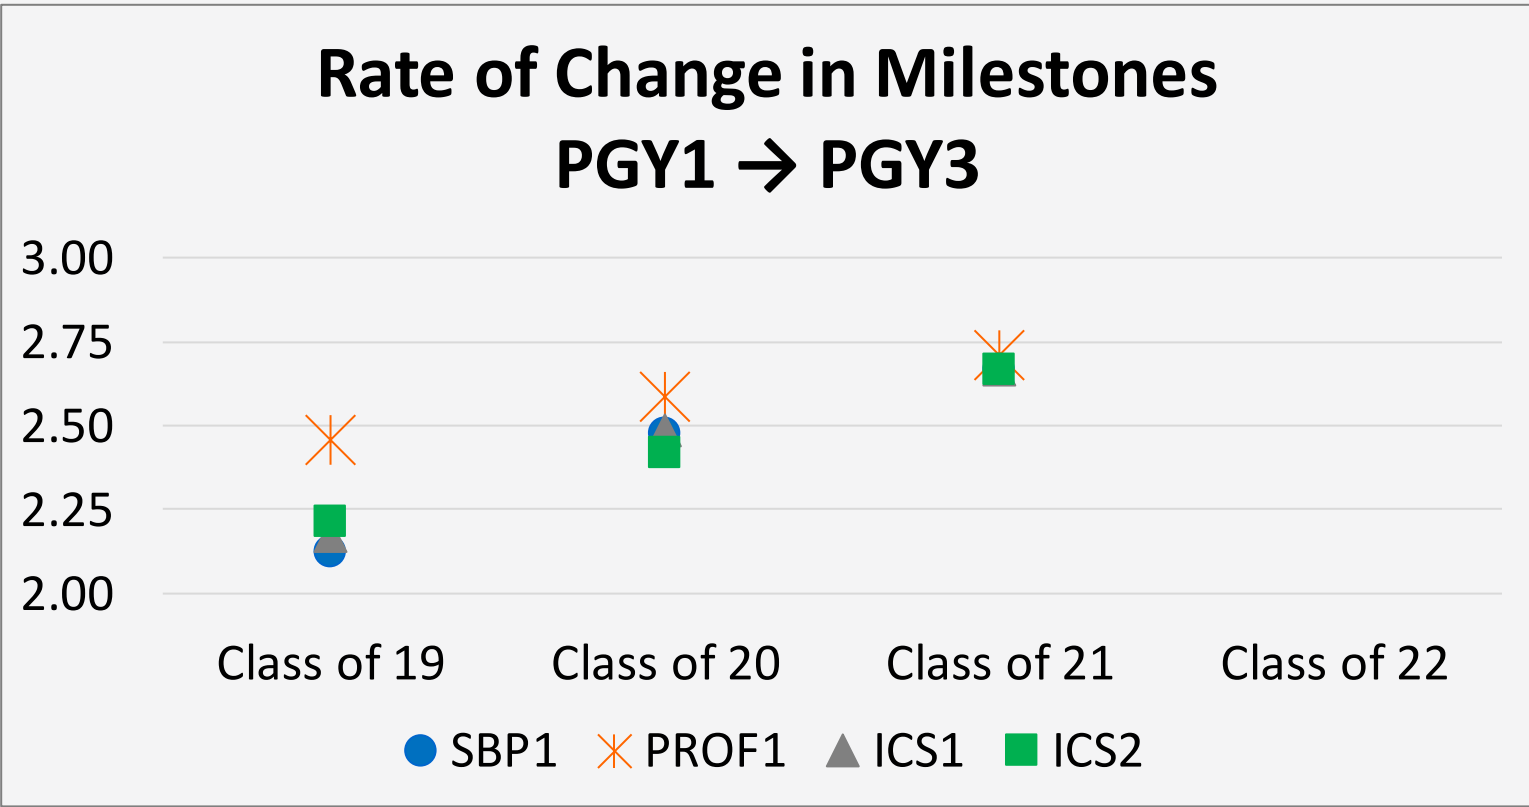 Rate of Change in Milestones
PGY1 → PGY3
3.00
2.75
2.50
2.25
2.00
Class of 19 Class of 20 Class of 21 Class of 22
SBP1 PROF1 ICS1 ICS2